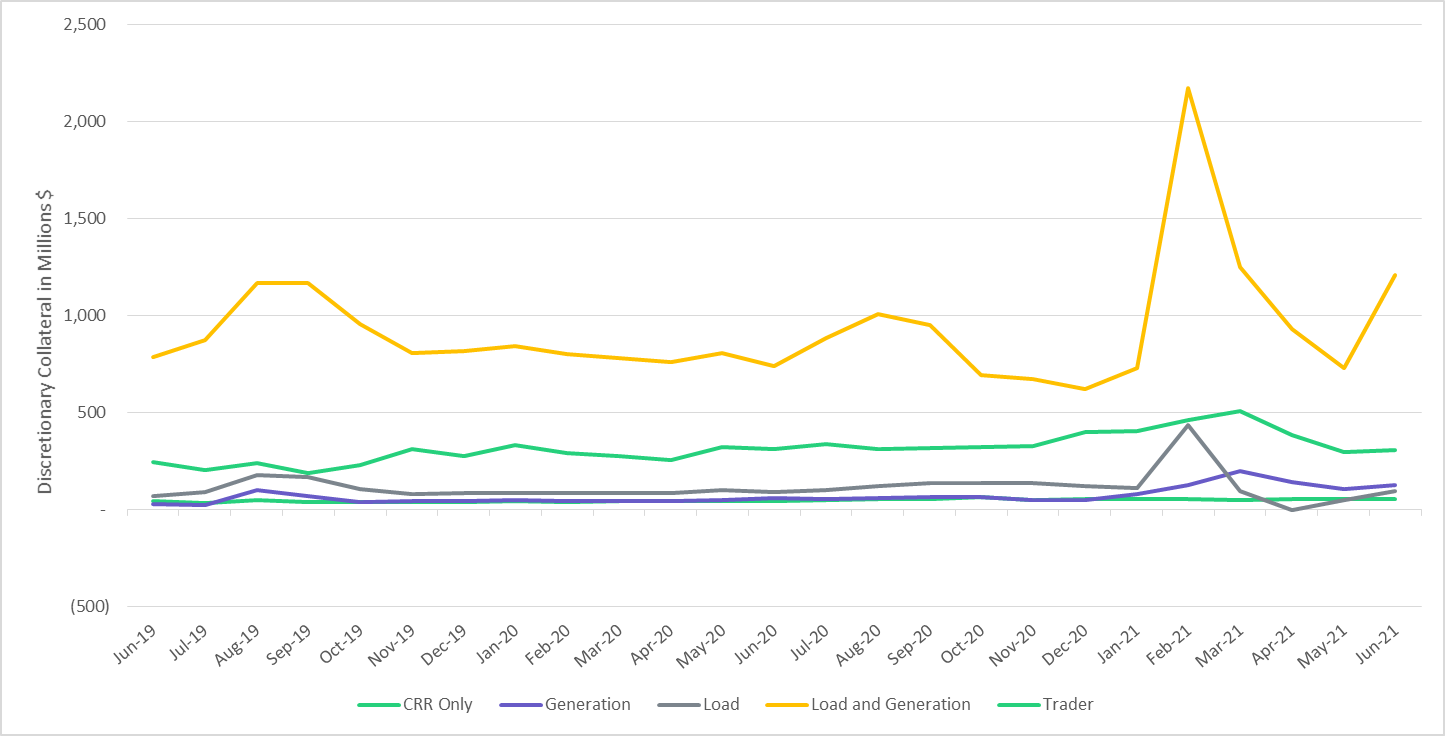 Discretionary Collateral in Millions $
2,500
2,000
1,500
1,000
500
-
(500)
Jun-19
Jul-19
Aug-19
Sep-19
Oct-19
Nov-19
Dec-19
Jan-20
Feb-20
Mar-20
Apr-20
May-20
Jun-20
Jul-20
Aug-20
Sep-20
Oct-20
Nov-20
Dec-20
Jan-21
Feb-21
Mar-21
Apr-21
May-21
Jun-21
CRR Only Generation Load Load and Generation Trader